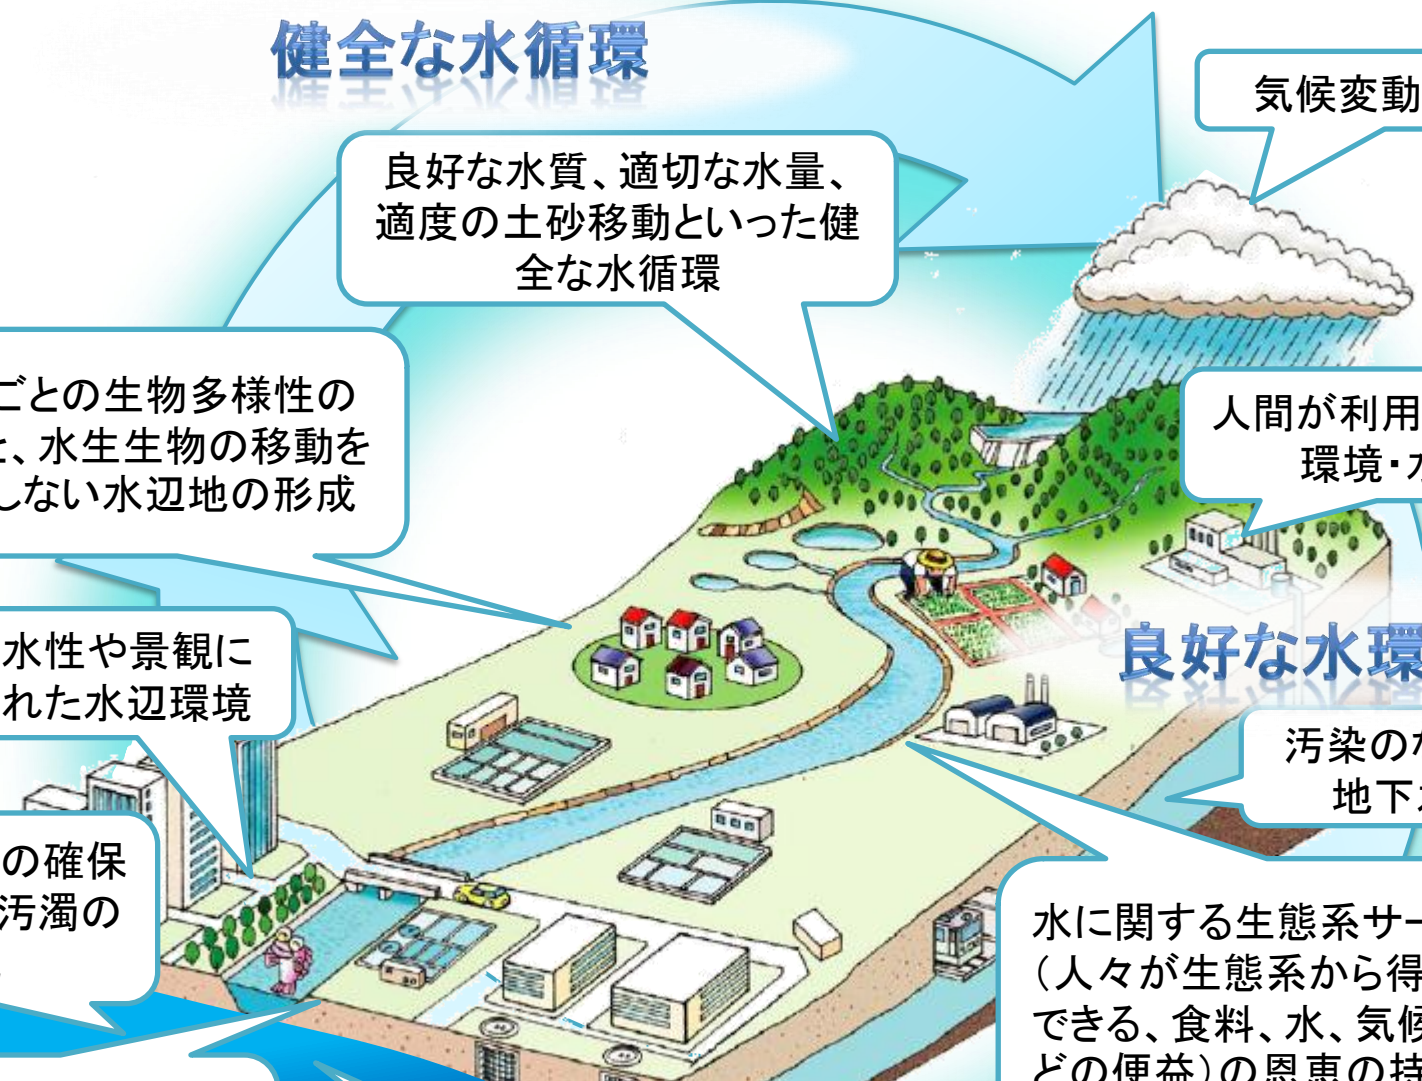 健全な水循環
気候変動
良好な水質、適切な水量、
適度の土砂移動といった健
全な水循環
ごとの生物多様性の
、水生生物の移動を
しない水辺地の形成
人間が利用
環境・
水性や景観に
れた水辺環境
良好な水環
汚染の
地下
の確保
汚濁の
水に関する生態系サー
（人々が生態系から得
できる、食料、水、気候
どの便益）の恩恵の持